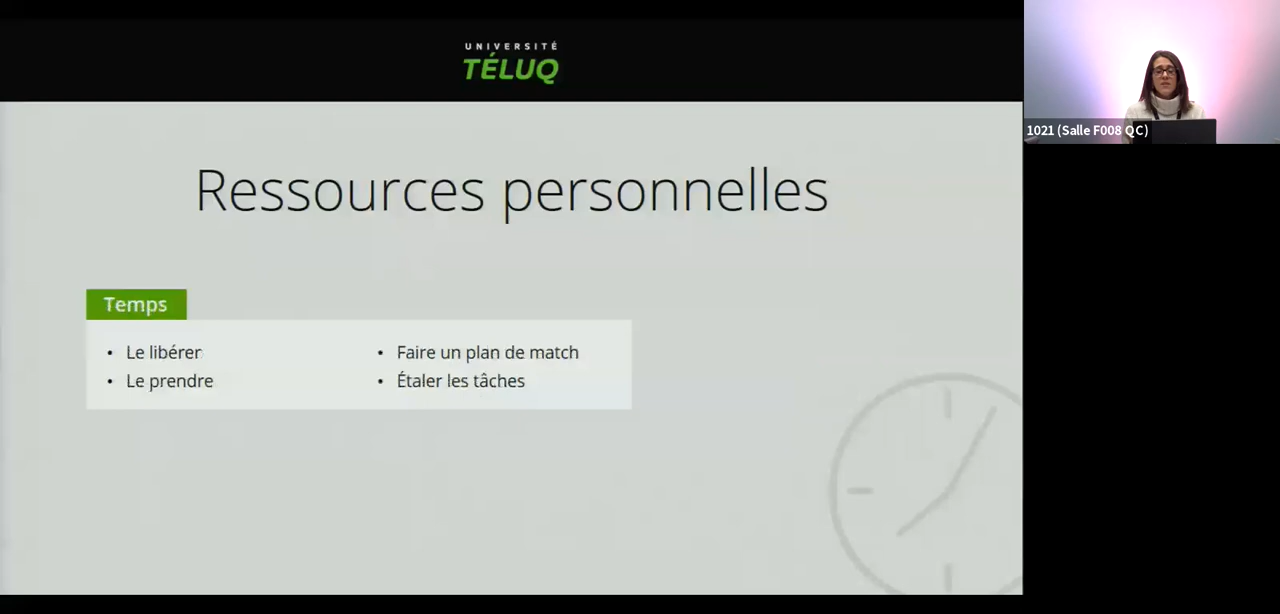 UNIVERSITÉ
TÉLUQ
Ressources personnelles
Temps
• Le libérer
• Le prendre
• Faire un plan de match
• Étaler les tâches
1021 (Salle F008 QC)